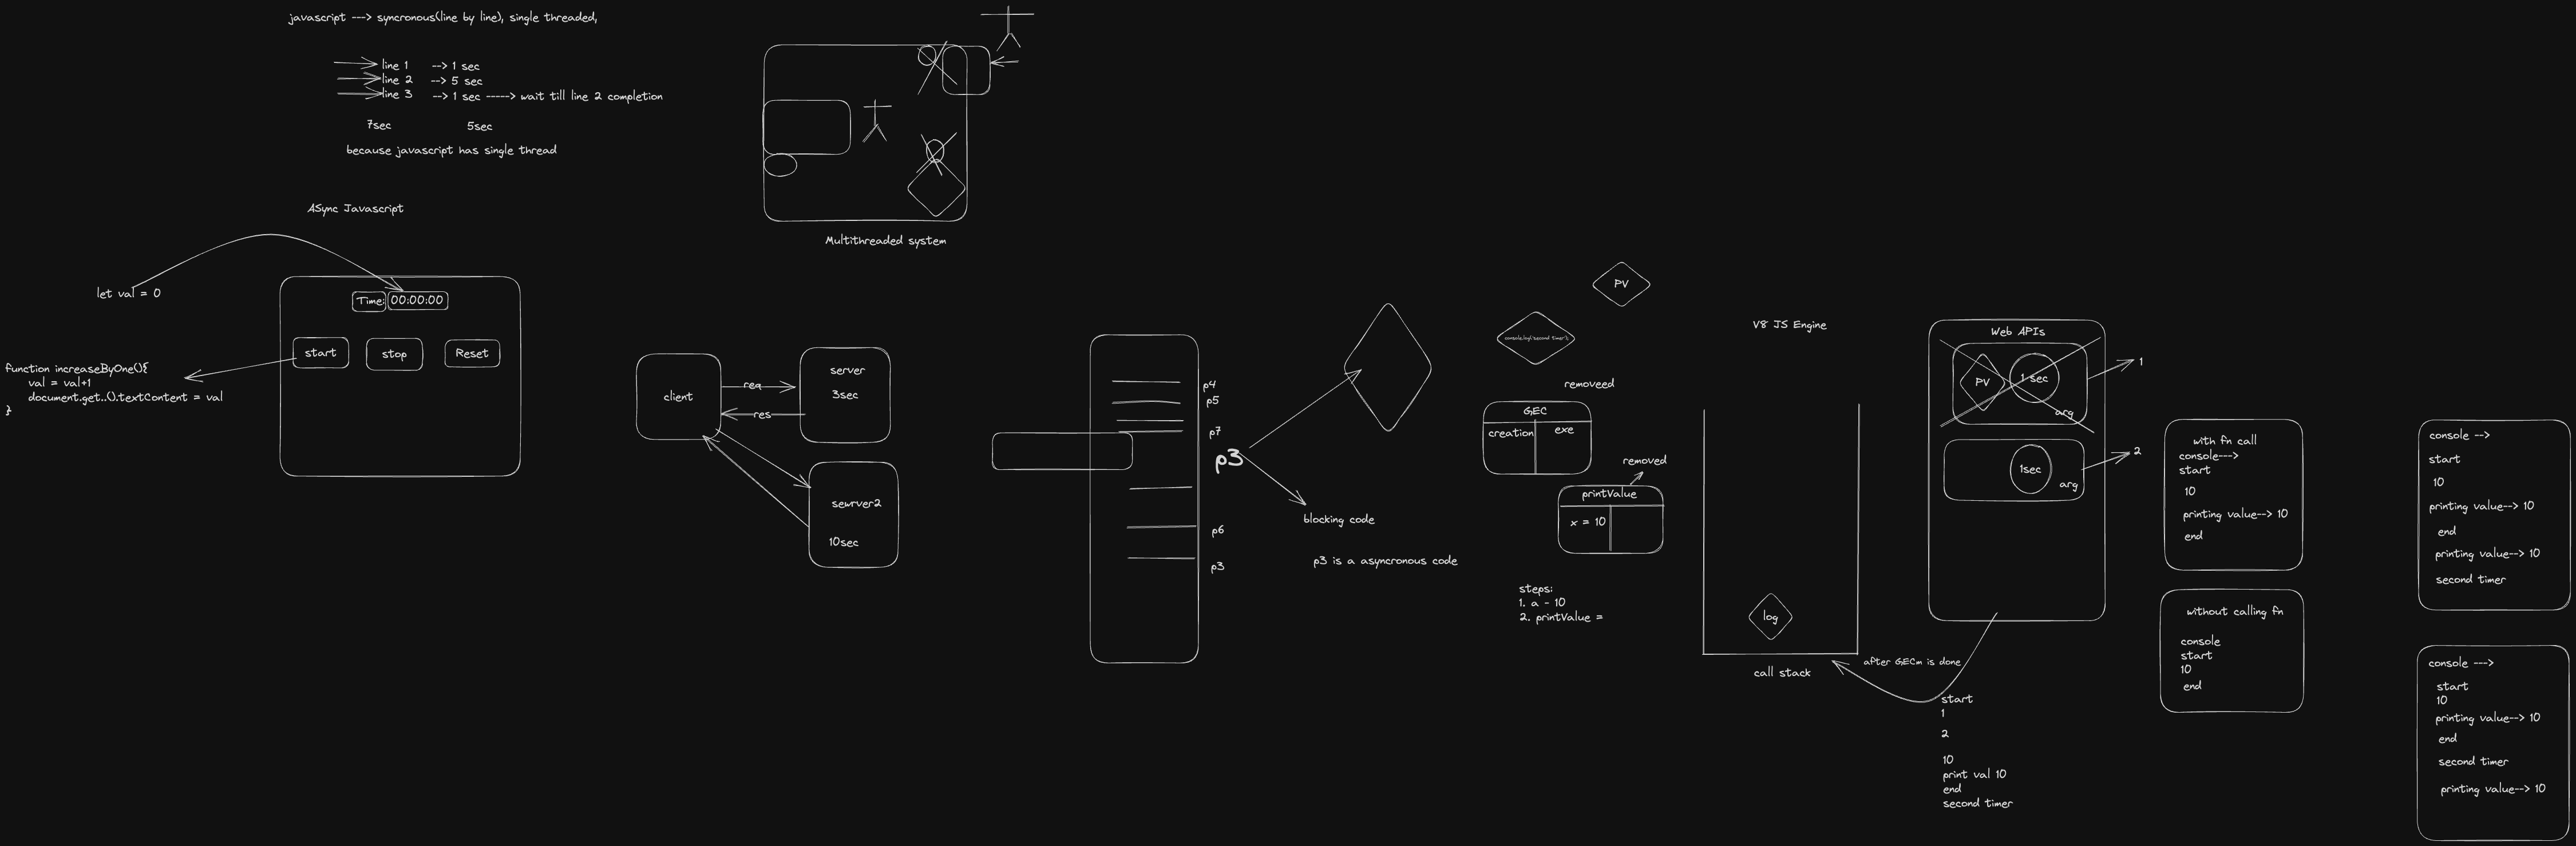 javascript ---> syncronous(line by line), single threaded,
line 1 --> 1 sec
line 2 --> 5 sec
line 3 --> 1 sec -----> wait till line 2 completion
7sec 5sec
because javascript has single thread
Multithreaded system
ASync Javascript
let val = 0
Time: 00:00:00
start stop Reset
function increaseByOne(){
val = val+1
document.get..().textContent = val
}
client
req
res
server
3sec
sewrver2
10sec
p4
p5
p7
p3
p6
p3
blocking code
p3 is a asyncronous code
PV
console.log('second timer')
removeed
GEC
creation exe
removed
printValue
x = 10
steps:
1. a - 10
2. printValue =
V8 JS Engine
log
call stack
Web APIs
PV 1 sec
arg
1
1sec
arg
2
after GECm is done
start
1
2
10
print val 10
end
second timer
with fn call
console--->
start
10
printing value--> 10
end
without calling fn
console
start
10
end
console -->
start
10
printing value--> 10
end
printing value--> 10
second timer
console --->
start
10
printing value--> 10
end
second timer
printing value--> 10